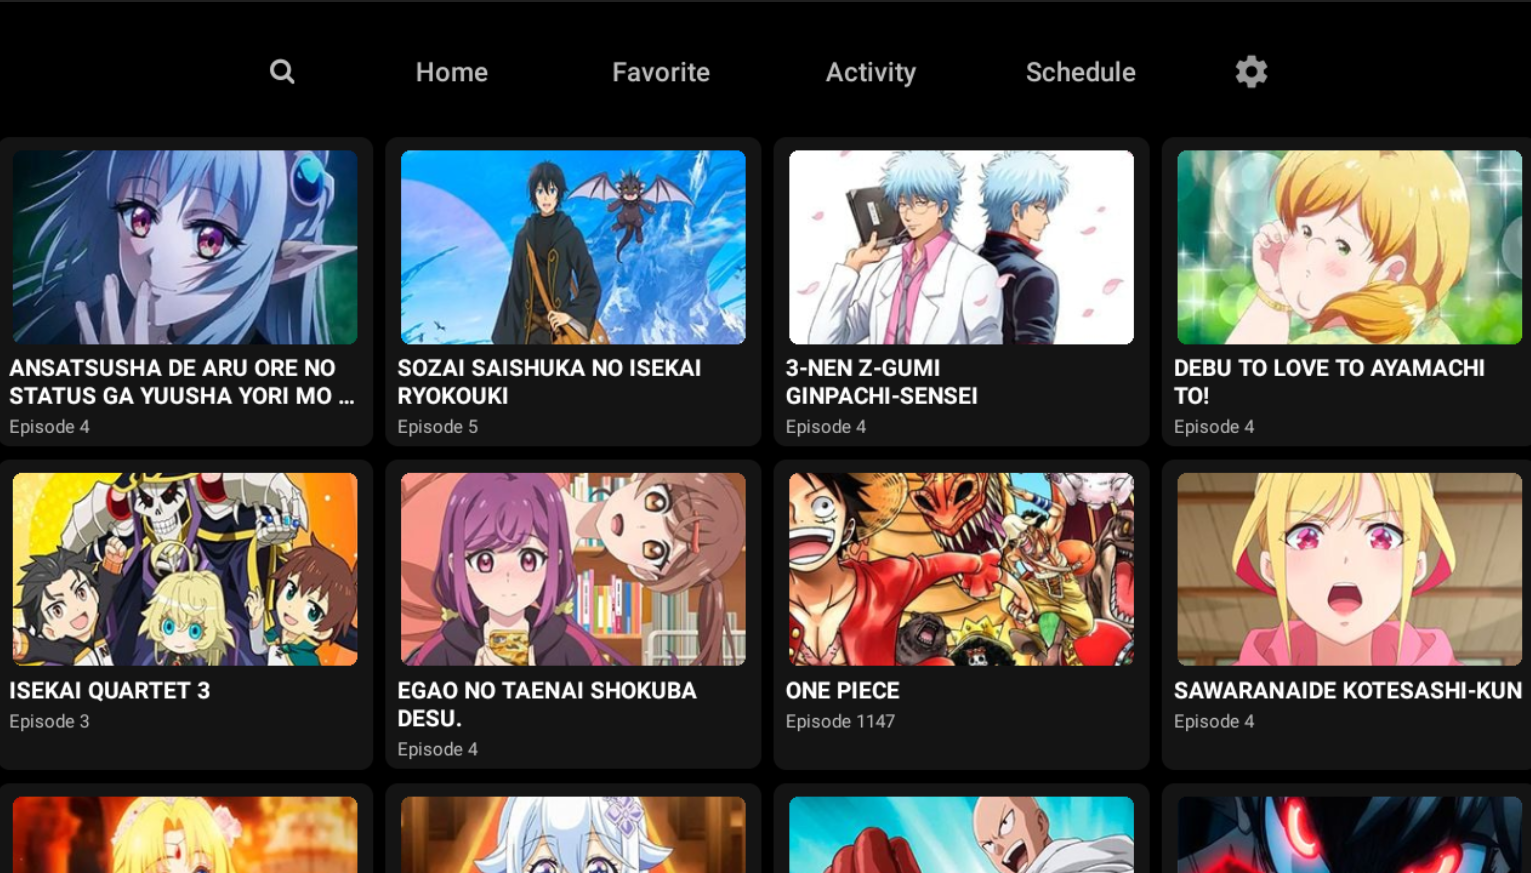 Home
Favorite
Activity
Schedule
ANSATSUSHA DE ARU ORE NO
STATUS GA YUUSHA YORI MO ...
Episode 4
SOZAI SAISHUKA NO ISEKAI
RYOKOUKI
Episode 5
3-NEN Z-GUMI
GINPACHI-SENSEI
Episode 4
DEBU TO LOVE TO AYAMACHI
TO!
Episode 4
ISEKAI QUARTET 3
Episode 3
EGAO NO TAENAI SHOKUBA
DESU.
Episode 4
ONE PIECE
Episode 1147
SAWARANAIDE KOTESASHI-KUN
Episode 4